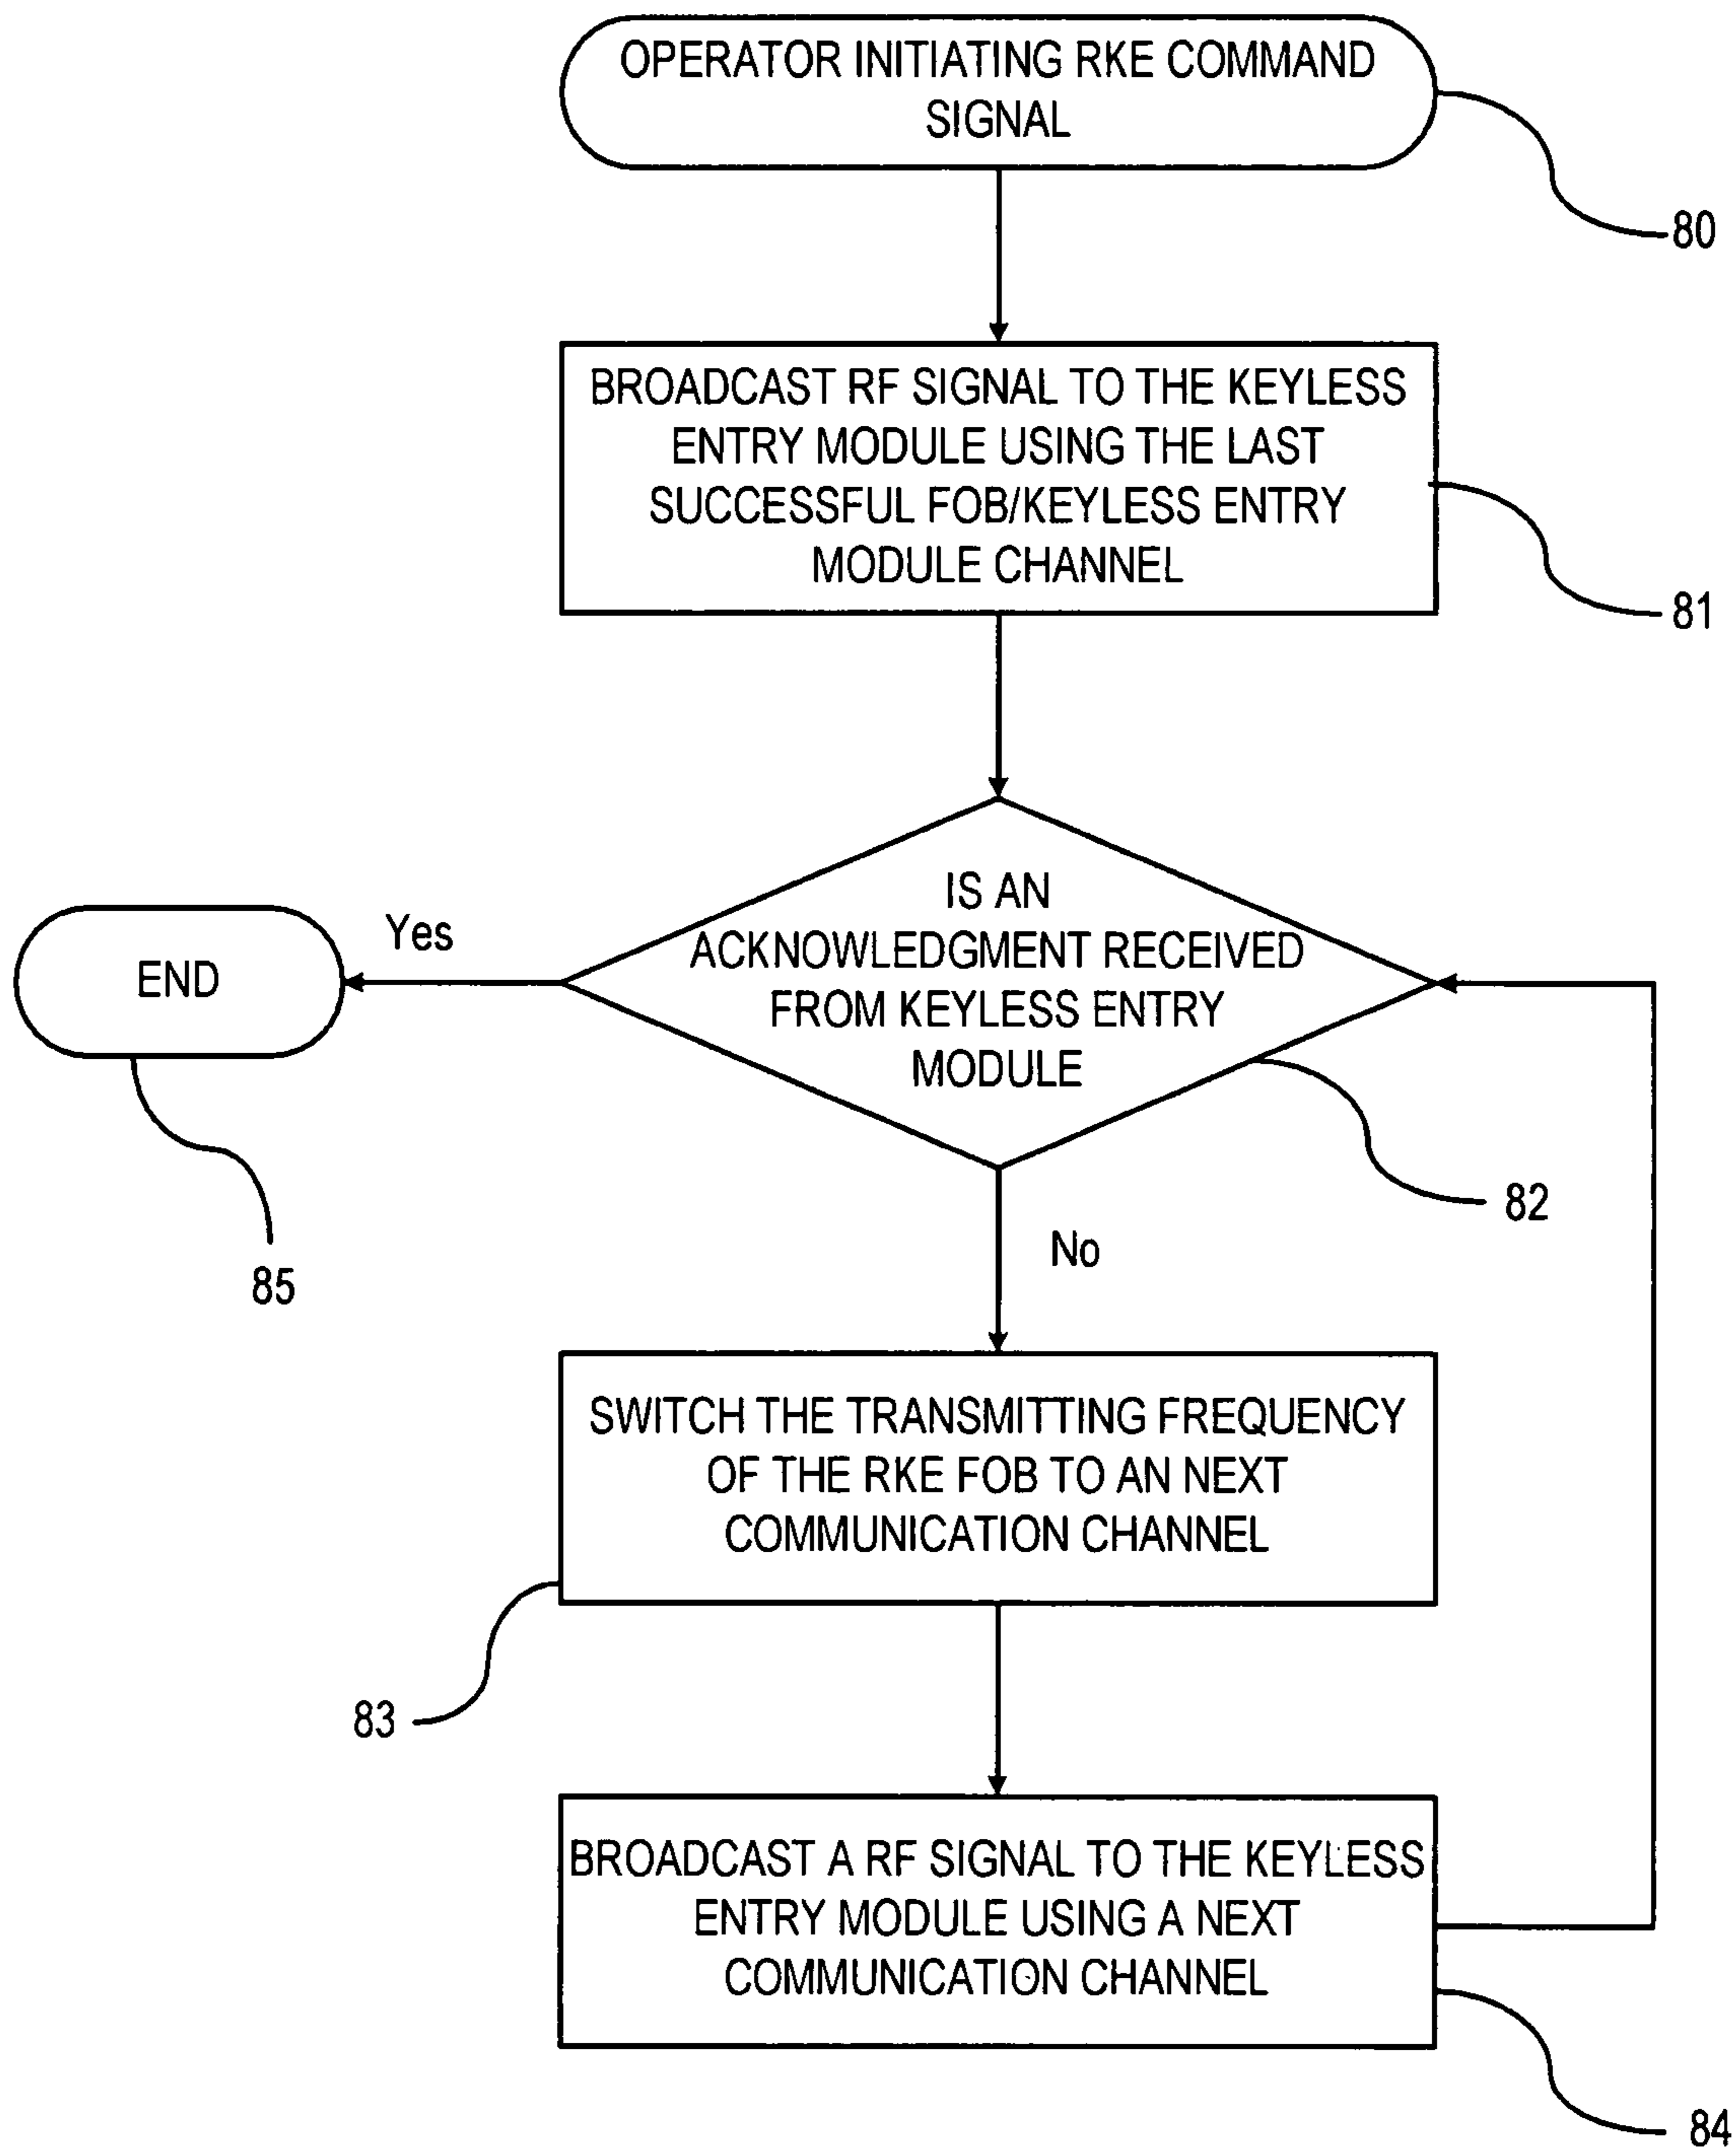 OPERATOR INITIATING RKE COMMAND
SIGNAL
80
BROADCAST RF SIGNAL TO THE KEYLESS
ENTRY MODULE USING THE LAST
SUCCESSFUL FOB/KEYLESS ENTRY
MODULE CHANNEL
81
IS AN
ACKNOWLEDGMENT RECEIVED
FROM KEYLESS ENTRY
MODULE
82
Yes
END
85
No
SWITCH THE TRANSMITTING FREQUENCY
OF THE RKE FOB TO AN NEXT
COMMUNICATION CHANNEL
83
BROADCAST A RF SIGNAL TO THE KEYLESS
ENTRY MODULE USING A NEXT
COMMUNICATION CHANNEL
84